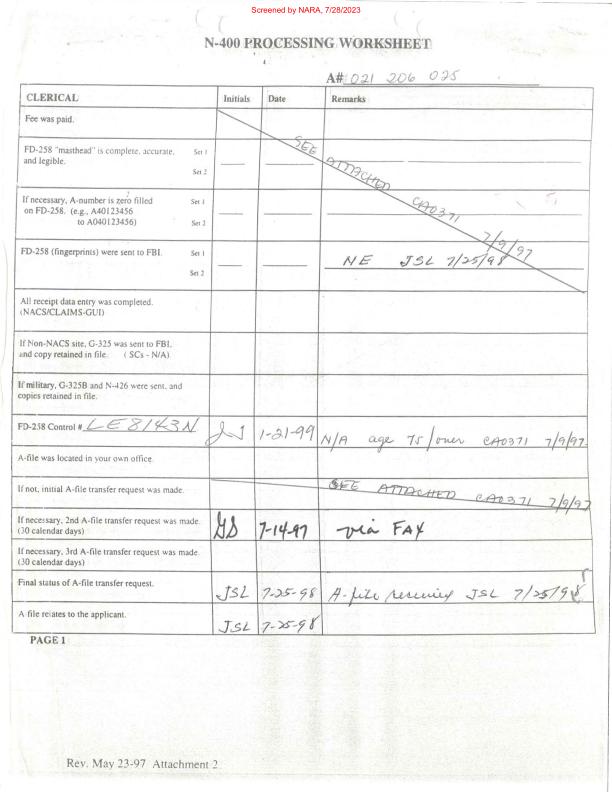 Screened by NARA, 7/28/2023
N-400 PROCESSING WORKSHEET
A# 021 206 025
CLERICAL Initials Date Remarks
Fee was paid.
SEE ATTACHED CA0371 7/9/97
FD-258 "masthead" is complete, accurate, Set 1
and legible.
Set 2
If necessary, A-number is zero filled Set 1
on FD-258. (e.g., A40123456
to A040123456) Set 2
FD-258 (fingerprints) were sent to FBI. Set 1
NE JSL 7/25/98
Set 2
All receipt data entry was completed.
(NACS/CLAIMS-GUI)
If Non-NACS site, G-325 was sent to FBI,
and copy retained in file. ( SCs - N/A)
If military, G-325B and N-426 were sent, and
copies retained in file.
FD-258 Control # LE8143N 1-21-99 N/A age 75/over CA0371 7/9/97
A-file was located in your own office.
If not, initial A-file transfer request was made. SEE ATTACHED CA0371 7/9/97
If necessary, 2nd A-file transfer request was made. GS 7-14-97 via FAX
(30 calendar days)
If necessary, 3rd A-file transfer request was made.
(30 calendar days)
Final status of A-file transfer request. JSL 7-25-98 A-file JSL 7/25/98
A file relates to the applicant. JSL 7-25-98
PAGE 1
Rev. May 23-97 Attachment 2